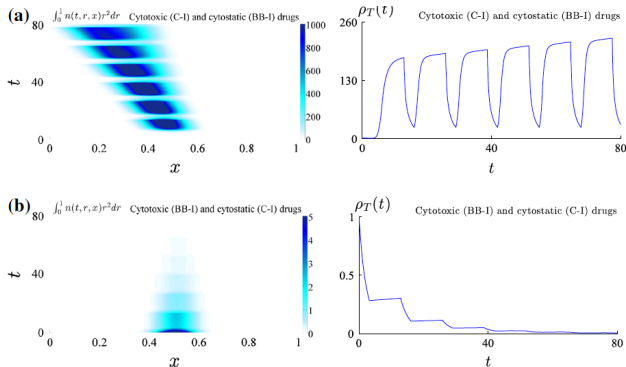 (a) ∫₀¹ n(t, r, x)r²dr Cytotoxic (C-I) and cytostatic (BB-I) drugs
80
40
0
t
0 0.2 0.4 0.6 0.8 1
x
1000
800
600
400
200
0
ρ_T(t) Cytotoxic (C-I) and cytostatic (BB-I) drugs
260
130
0
0 40 80
t
(b) ∫₀¹ n(t, r, x)r²dr Cytotoxic (BB-I) and cytostatic (C-I) drugs
80
40
0
t
0 0.2 0.4 0.6 0.8 1
x
5
4
3
2
1
0
ρ_T(t) Cytotoxic (BB-I) and cytostatic (C-I) drugs
1
0.5
0
0 40 80
t